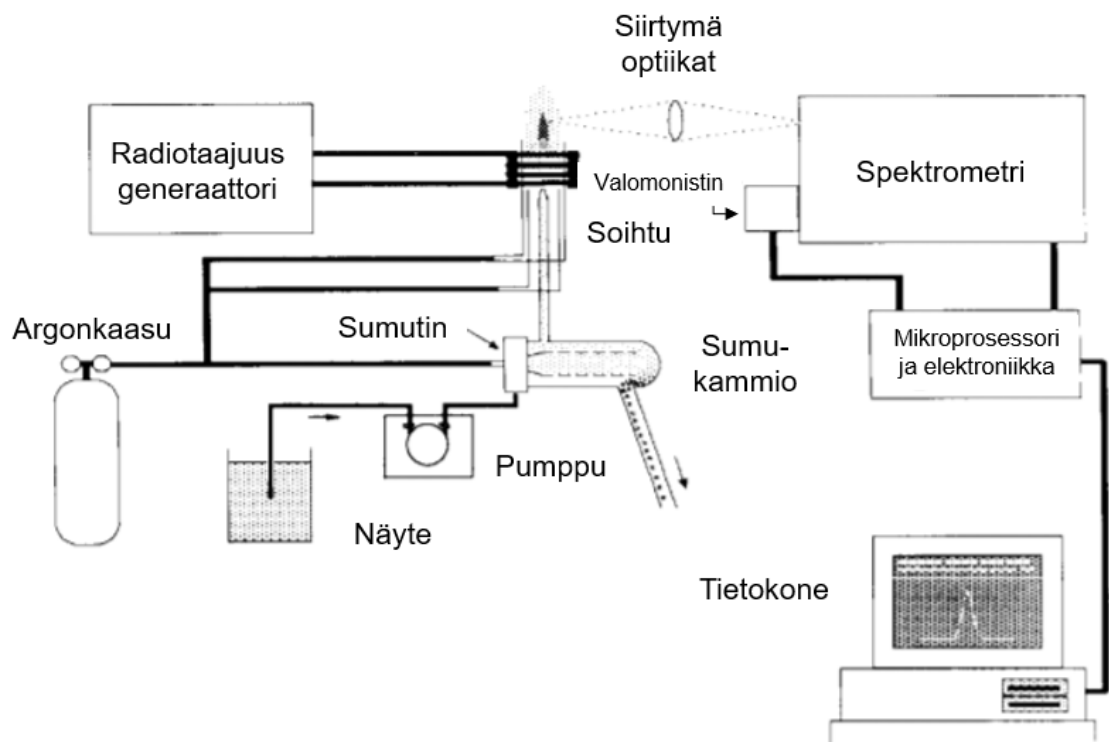 Siirtymä
optiikat
Radiotaajuus
generaattori
Valomonistin
Spektrometri
Soihtu
Argonkaasu
Sumutin
Sumu-
kammio
Mikroprosessori
ja elektroniikka
Pumppu
Näyte
Tietokone